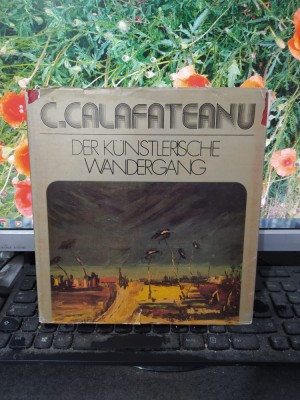 C.CALAFATEANU
DER KÜNSTLERISCHE
WANDERGANG